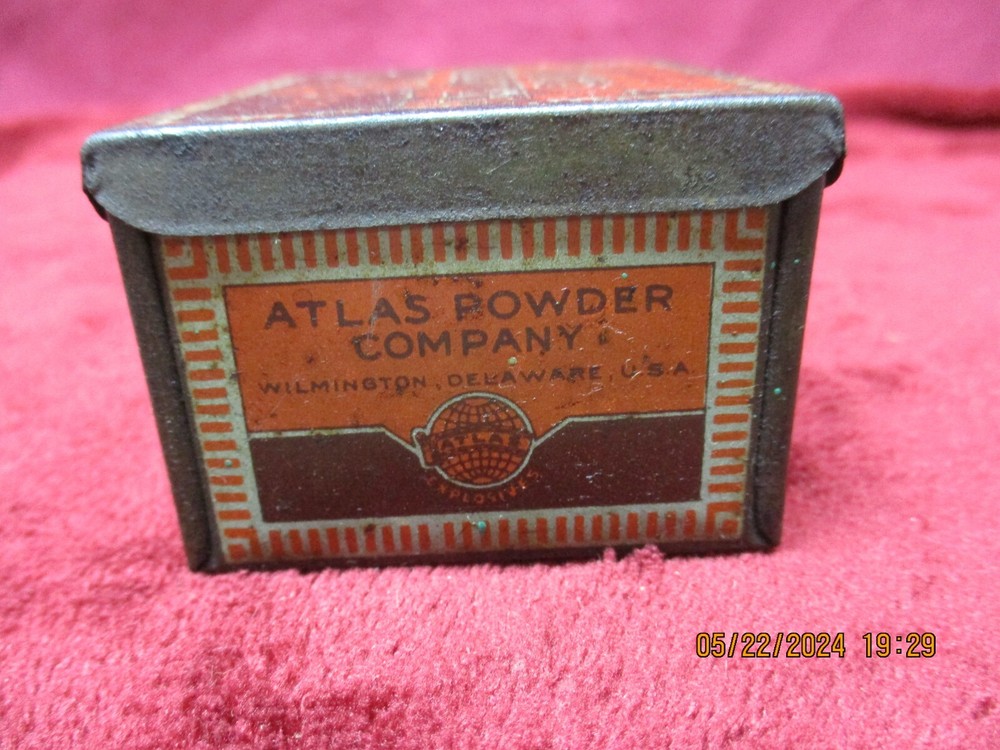 ATLAS POWDER
COMPANY
WILMINGTON, DELAWARE, U.S.A.
ATLAS
EXPLOSIVES
05/22/2024 19:29